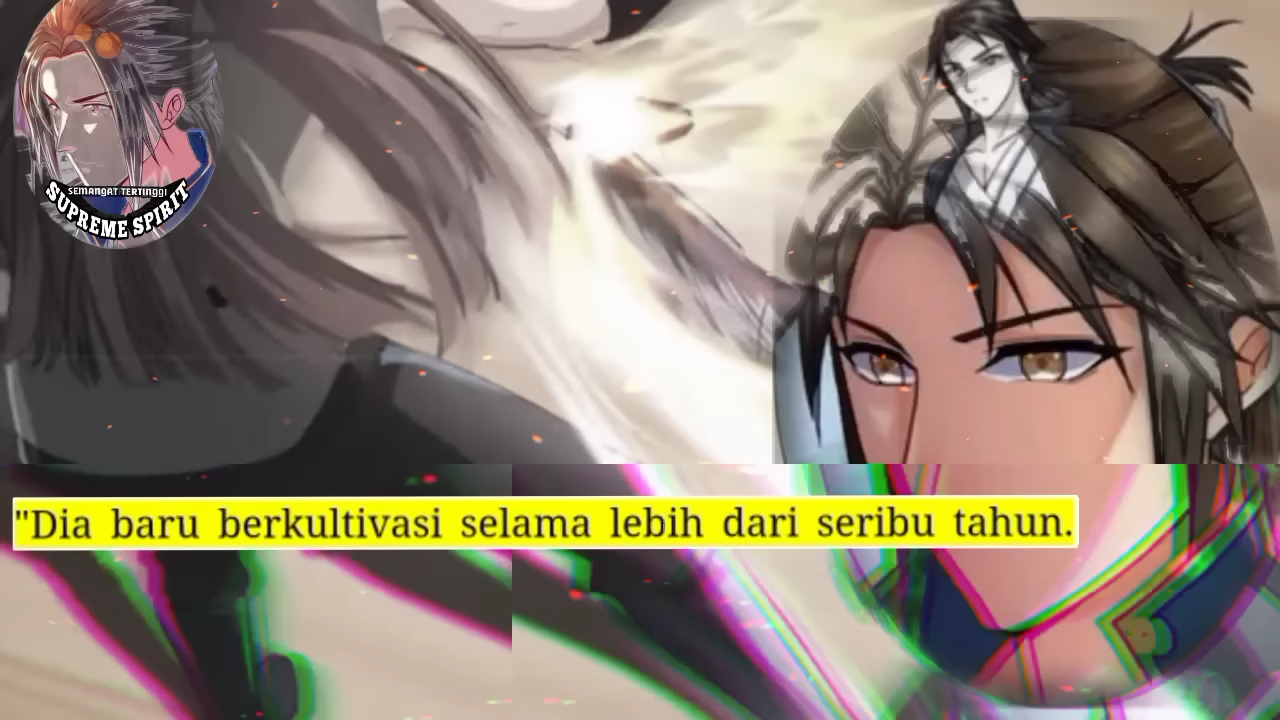 SEMANGAT TERTINGGI
SUPREME SPIRIT
"Dia baru berkultivasi selama lebih dari seribu tahun.